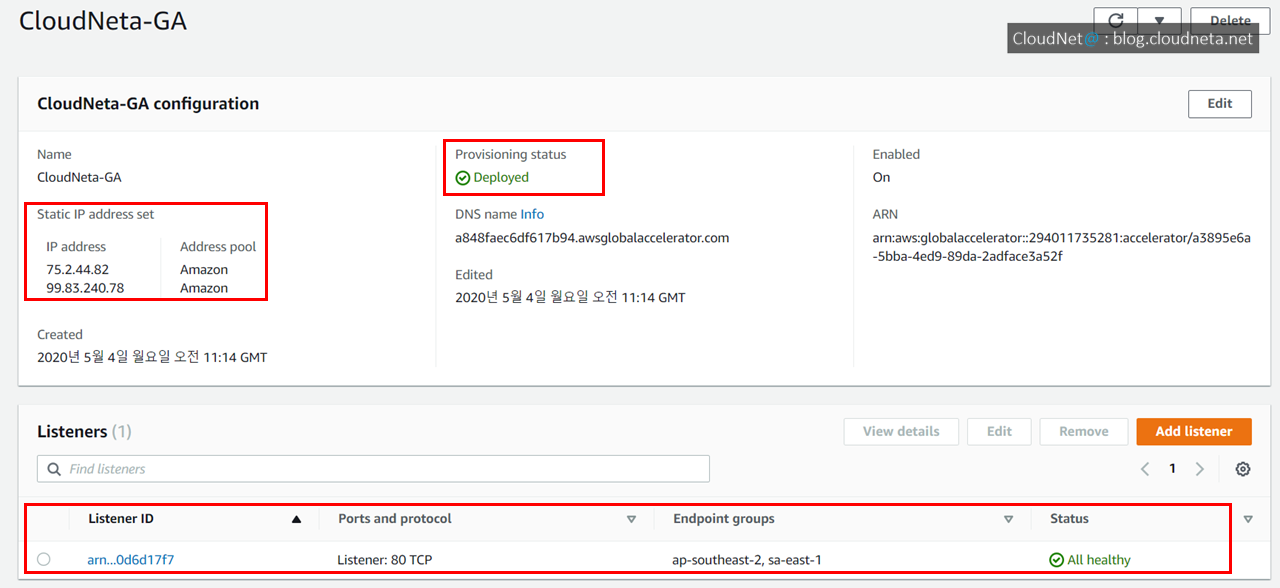 CloudNeta-GA
Delete
CloudNet@ : blog.cloudneta.net
CloudNeta-GA configuration
Edit
Name
CloudNeta-GA
Static IP address set
IP address Address pool
75.2.44.82 Amazon
99.83.240.78 Amazon
Created
2020년 5월 4일 월요일 오전 11:14 GMT
Provisioning status
Deployed
DNS name Info
a848faec6df617b94.awsglobalaccelerator.com
Edited
2020년 5월 4일 월요일 오전 11:14 GMT
Enabled
On
ARN
arn:aws:globalaccelerator::294011735281:accelerator/a3895e6a
-5bba-4ed9-89da-2adface3a52f
Listeners (1)
View details Edit Remove Add listener
Find listeners
1
Listener ID Ports and protocol Endpoint groups Status
arn...0d6d17f7 Listener: 80 TCP ap-southeast-2, sa-east-1 All healthy